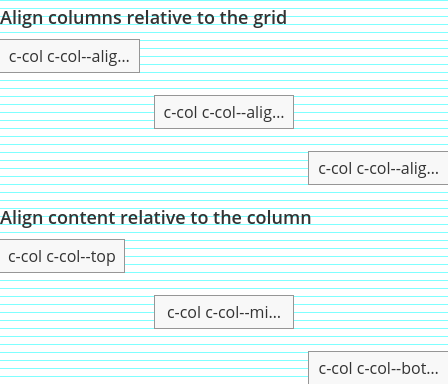 Align columns relative to the grid
c-col c-col--alig...
c-col c-col--alig...
c-col c-col--alig...
Align content relative to the column
c-col c-col--top
c-col c-col--mi...
c-col c-col--bot...